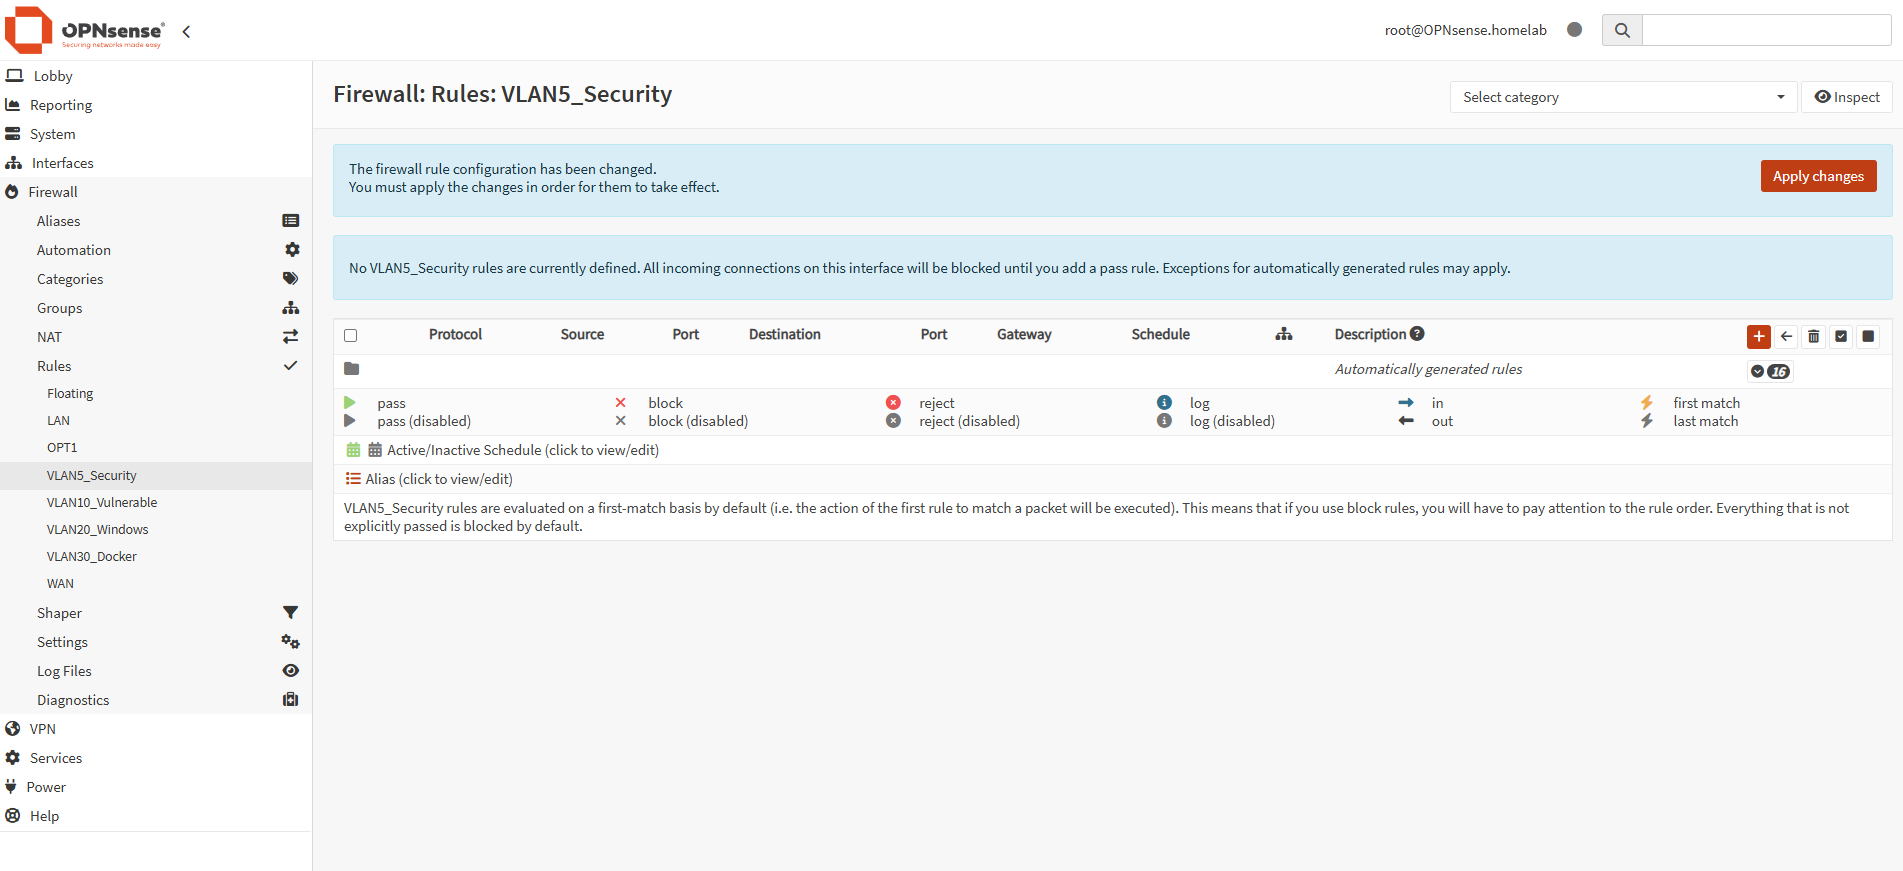 OPNsense®
Securing networks made easy
root@OPNsense.homelab
Lobby
Reporting
System
Interfaces
Firewall
Aliases
Automation
Categories
Groups
NAT
Rules
Floating
LAN
OPT1
VLAN5_Security
VLAN10_Vulnerable
VLAN20_Windows
VLAN30_Docker
WAN
Shaper
Settings
Log Files
Diagnostics
VPN
Services
Power
Help
Firewall: Rules: VLAN5_Security
Select category
Inspect
The firewall rule configuration has been changed.
You must apply the changes in order for them to take effect.
Apply changes
No VLAN5_Security rules are currently defined. All incoming connections on this interface will be blocked until you add a pass rule. Exceptions for automatically generated rules may apply.
Protocol Source Port Destination Port Gateway Schedule Description
Automatically generated rules 16
pass block reject log in first match
pass (disabled) block (disabled) reject (disabled) log (disabled) out last match
Active/Inactive Schedule (click to view/edit)
Alias (click to view/edit)
VLAN5_Security rules are evaluated on a first-match basis by default (i.e. the action of the first rule to match a packet will be executed). This means that if you use block rules, you will have to pay attention to the rule order. Everything that is not
explicitly passed is blocked by default.